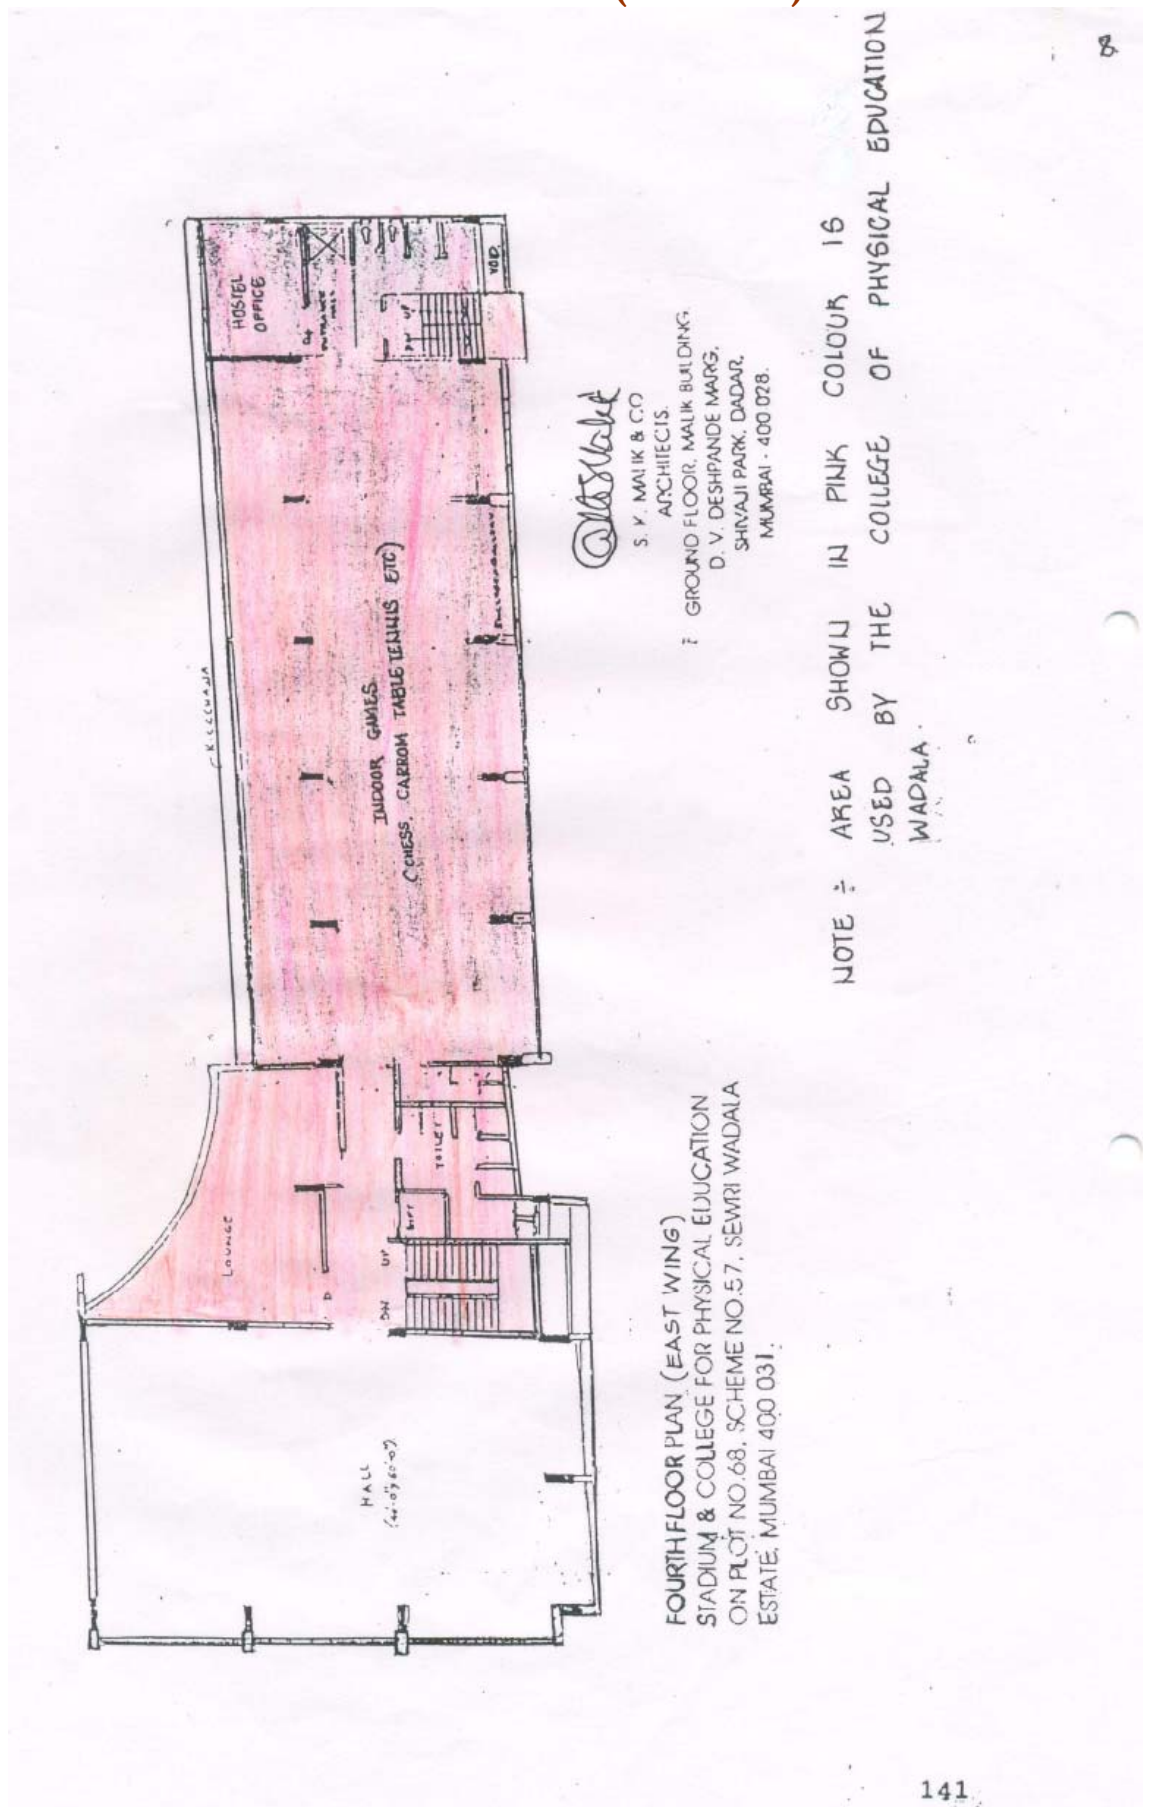 8
HOSTEL
OFFICE
ENTRANCE
UP
VOID
INDOOR GAMES
(CHESS, CARROM TABLE TENNIS ETC)
LOUNGE
TOILET
LIFT
UP
DN
D
HALL
S. K. MALIK & CO
ARCHITECTS.
GROUND FLOOR, MALIK BUILDING.
D. V. DESHPANDE MARG,
SHIVAJI PARK, DADAR,
MUMBAI - 400 028.
NOTE :- AREA SHOWN IN PINK COLOUR IS
USED BY THE COLLEGE OF PHYSICAL EDUCATION
WADALA.
FOURTH FLOOR PLAN (EAST WING)
STADIUM & COLLEGE FOR PHYSICAL EDUCATION
ON PLOT NO.68, SCHEME NO.57, SEWRI WADALA
ESTATE, MUMBAI 400 031.
141